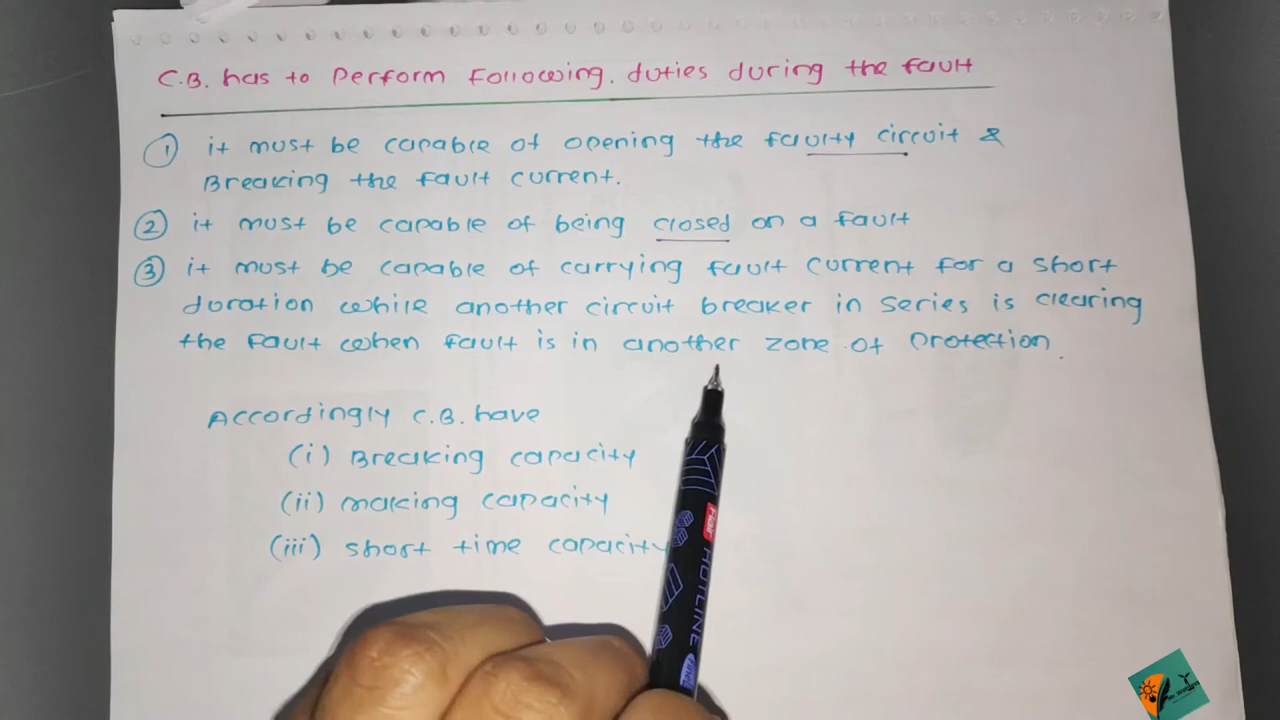 C.B. has to Perform Following. duties during the fault
① it must be capable of opening the faulty circuit &
Breaking the fault current.
② it must be capable of being closed on a fault
③ it must be capable of carrying fault current for a short
duration while another circuit breaker in series is clearing
the fault when fault is in another zone of Protection.
Accordingly C.B. have
(i) Breaking capacity
(ii) making capacity
(iii) short time capacity
Flair HOTLINE